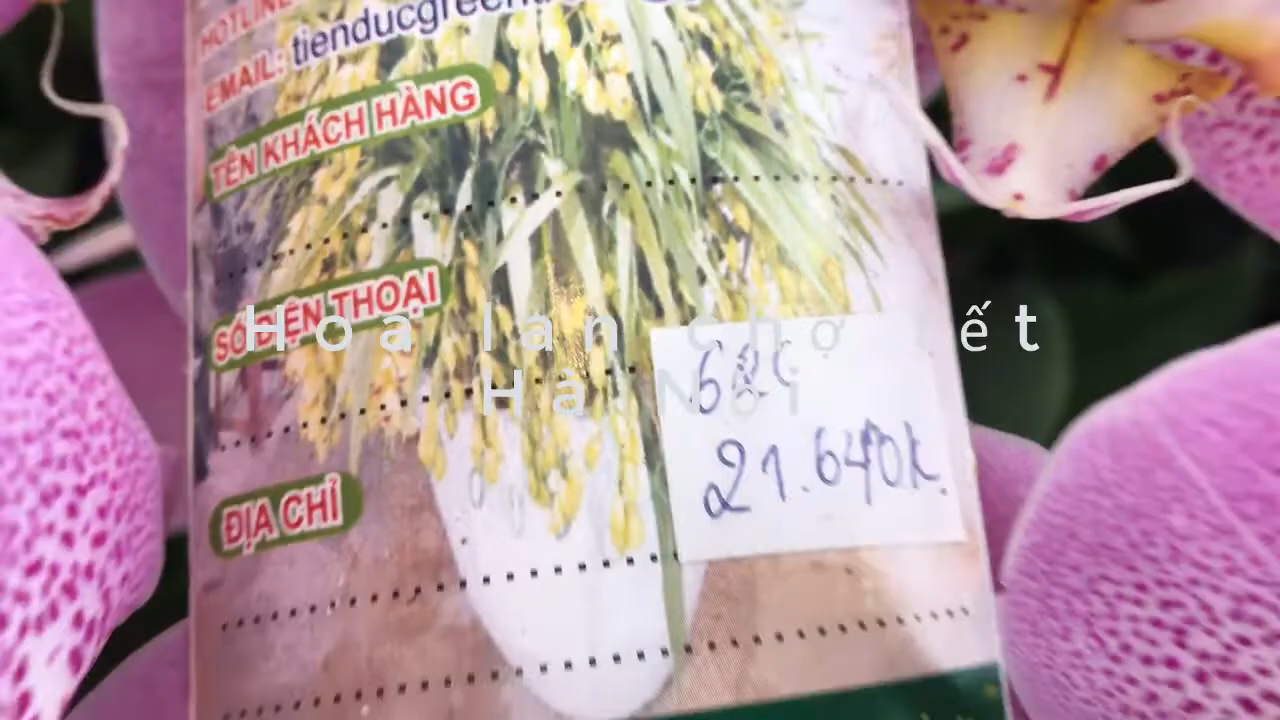 HOTLINE
EMAIL: tienducgreen
TÊN KHÁCH HÀNG
SỐ ĐIỆN THOẠI
Hoa lan chợ Tết
Hà Nội
62c
21.640k
ĐỊA CHỈ